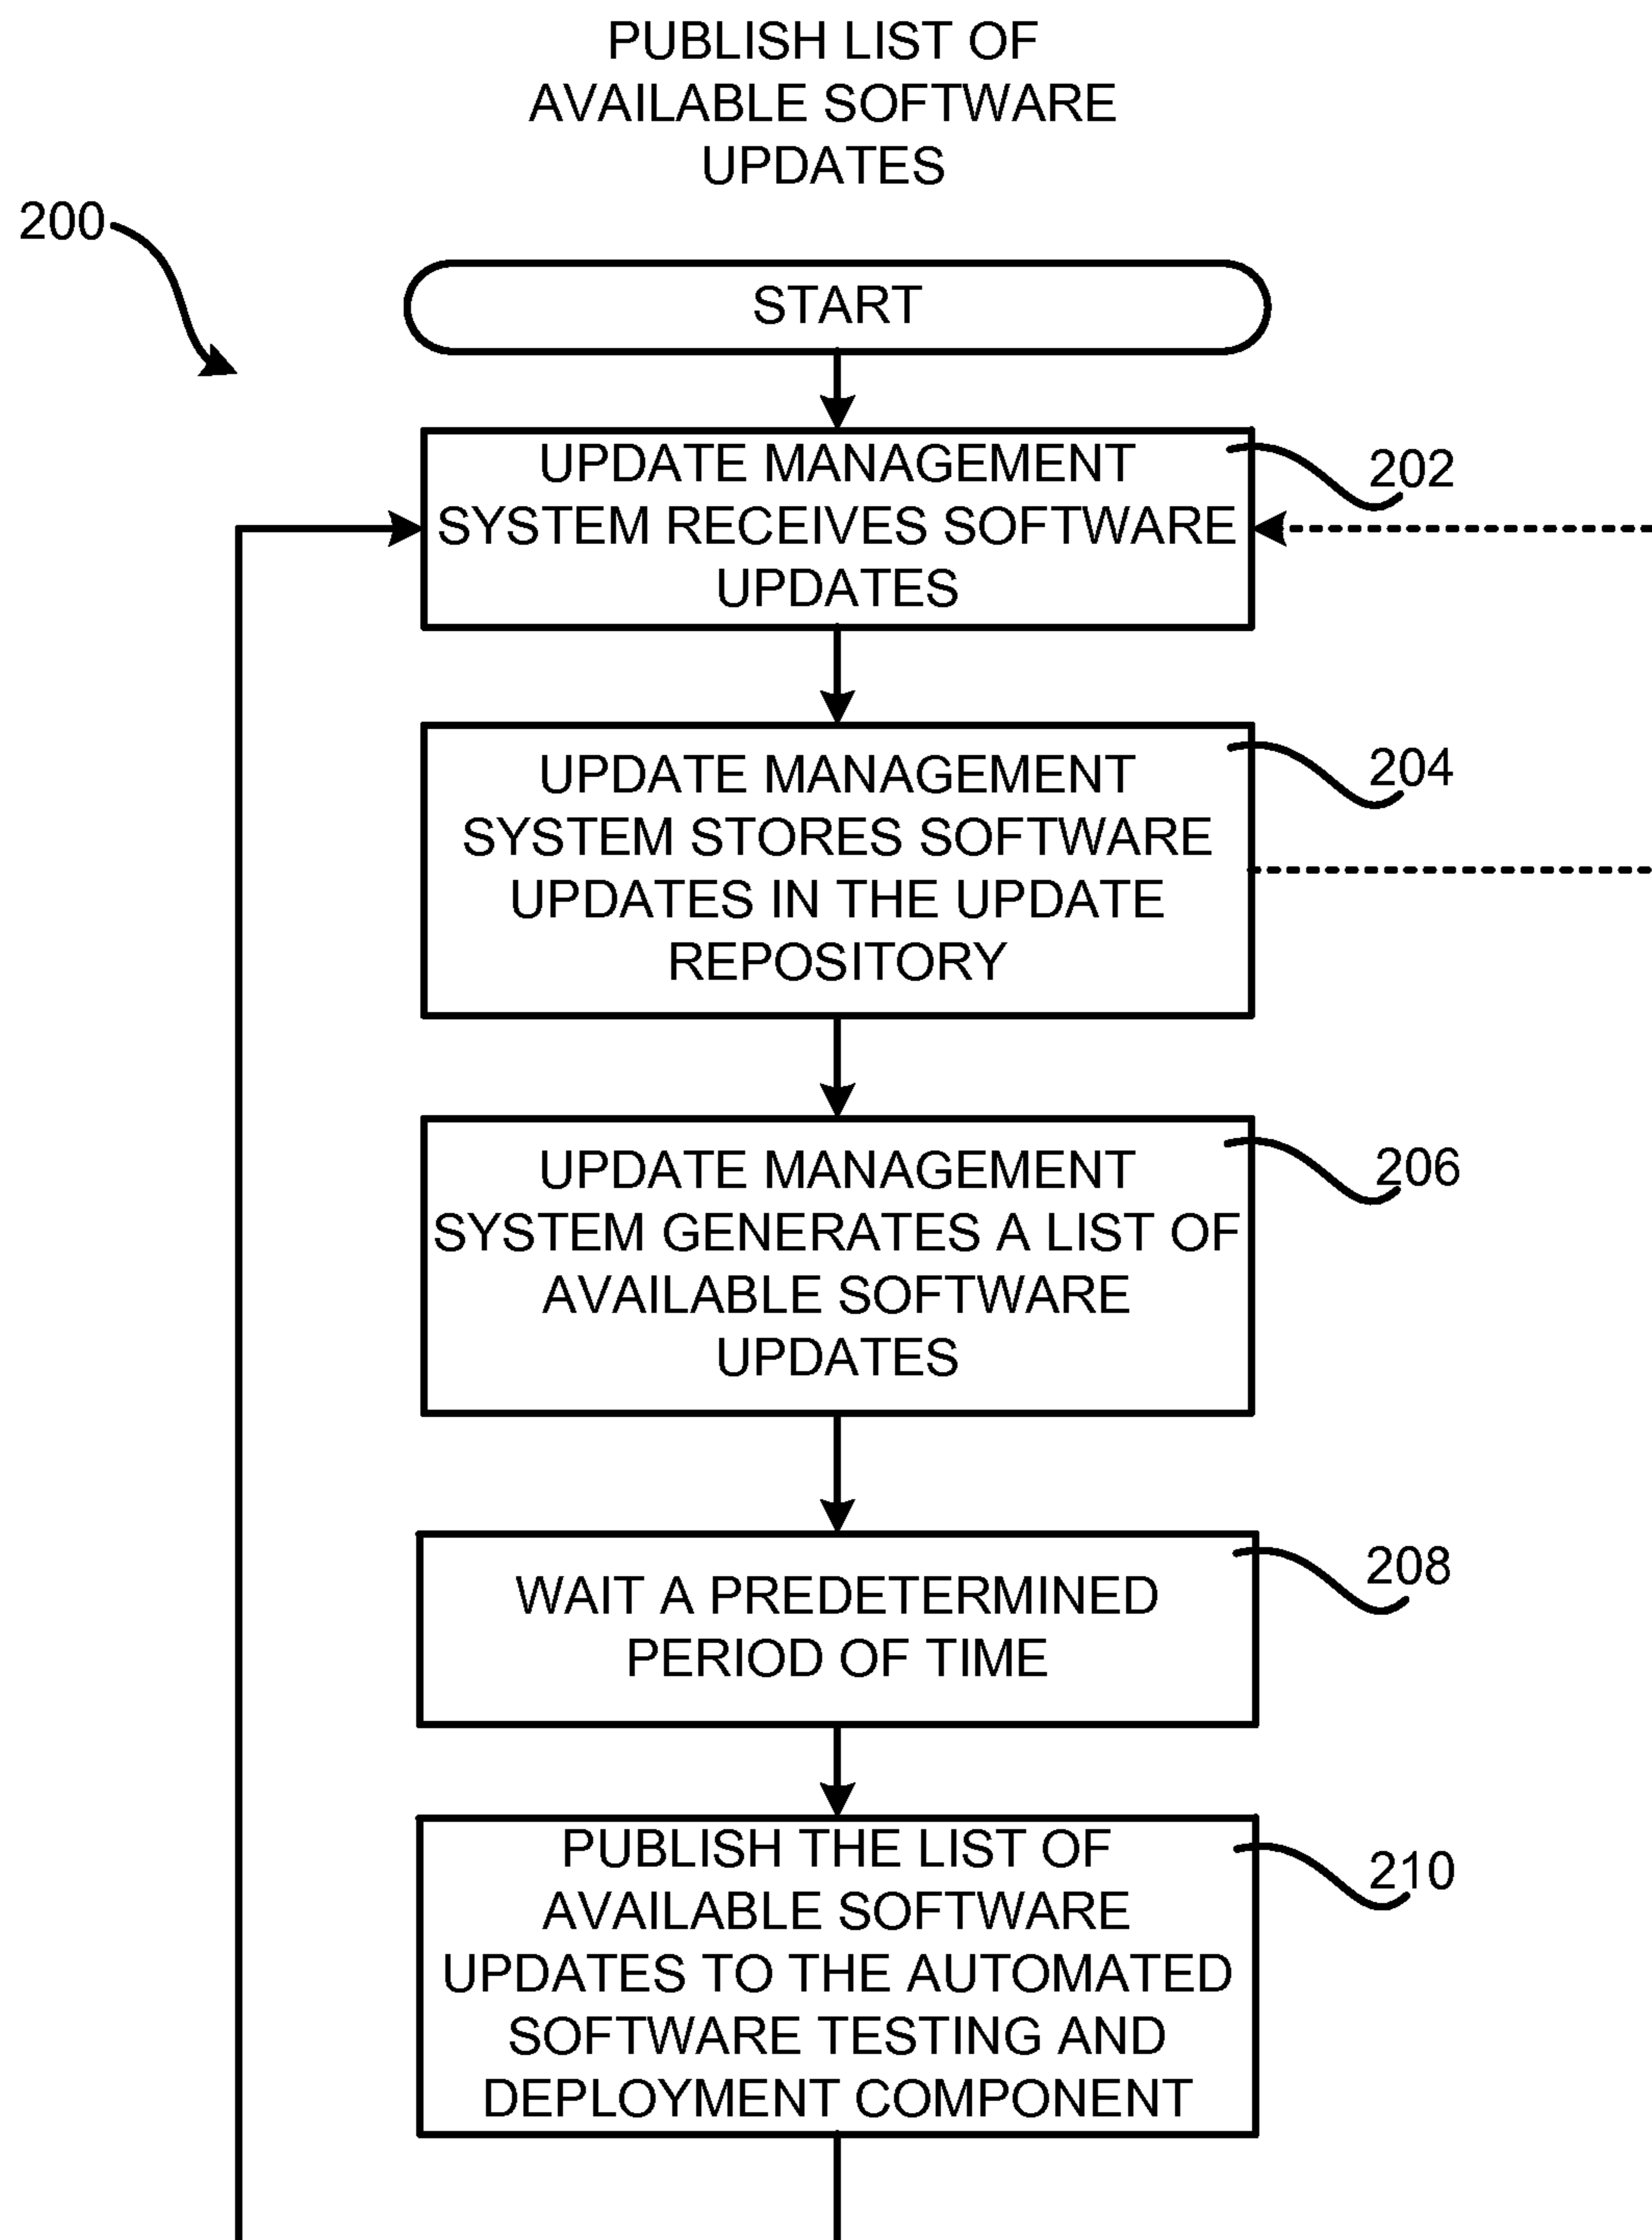 PUBLISH LIST OF
AVAILABLE SOFTWARE
UPDATES
200
START
UPDATE MANAGEMENT
SYSTEM RECEIVES SOFTWARE
UPDATES
202
UPDATE MANAGEMENT
SYSTEM STORES SOFTWARE
UPDATES IN THE UPDATE
REPOSITORY
204
UPDATE MANAGEMENT
SYSTEM GENERATES A LIST OF
AVAILABLE SOFTWARE
UPDATES
206
WAIT A PREDETERMINED
PERIOD OF TIME
208
PUBLISH THE LIST OF
AVAILABLE SOFTWARE
UPDATES TO THE AUTOMATED
SOFTWARE TESTING AND
DEPLOYMENT COMPONENT
210